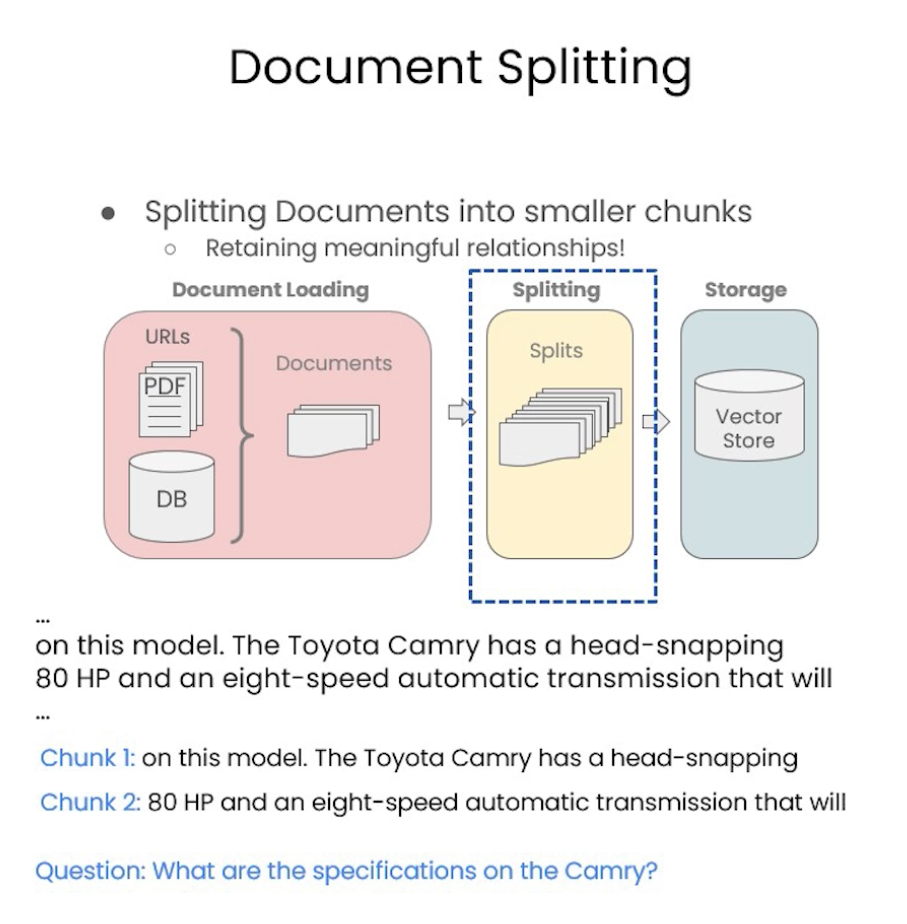 Document Splitting
● Splitting Documents into smaller chunks
○ Retaining meaningful relationships!
Document Loading
Splitting
Storage
URLs
PDF
DB
Documents
Splits
Vector
Store
...
on this model. The Toyota Camry has a head-snapping
80 HP and an eight-speed automatic transmission that will
...
Chunk 1: on this model. The Toyota Camry has a head-snapping
Chunk 2: 80 HP and an eight-speed automatic transmission that will
Question: What are the specifications on the Camry?